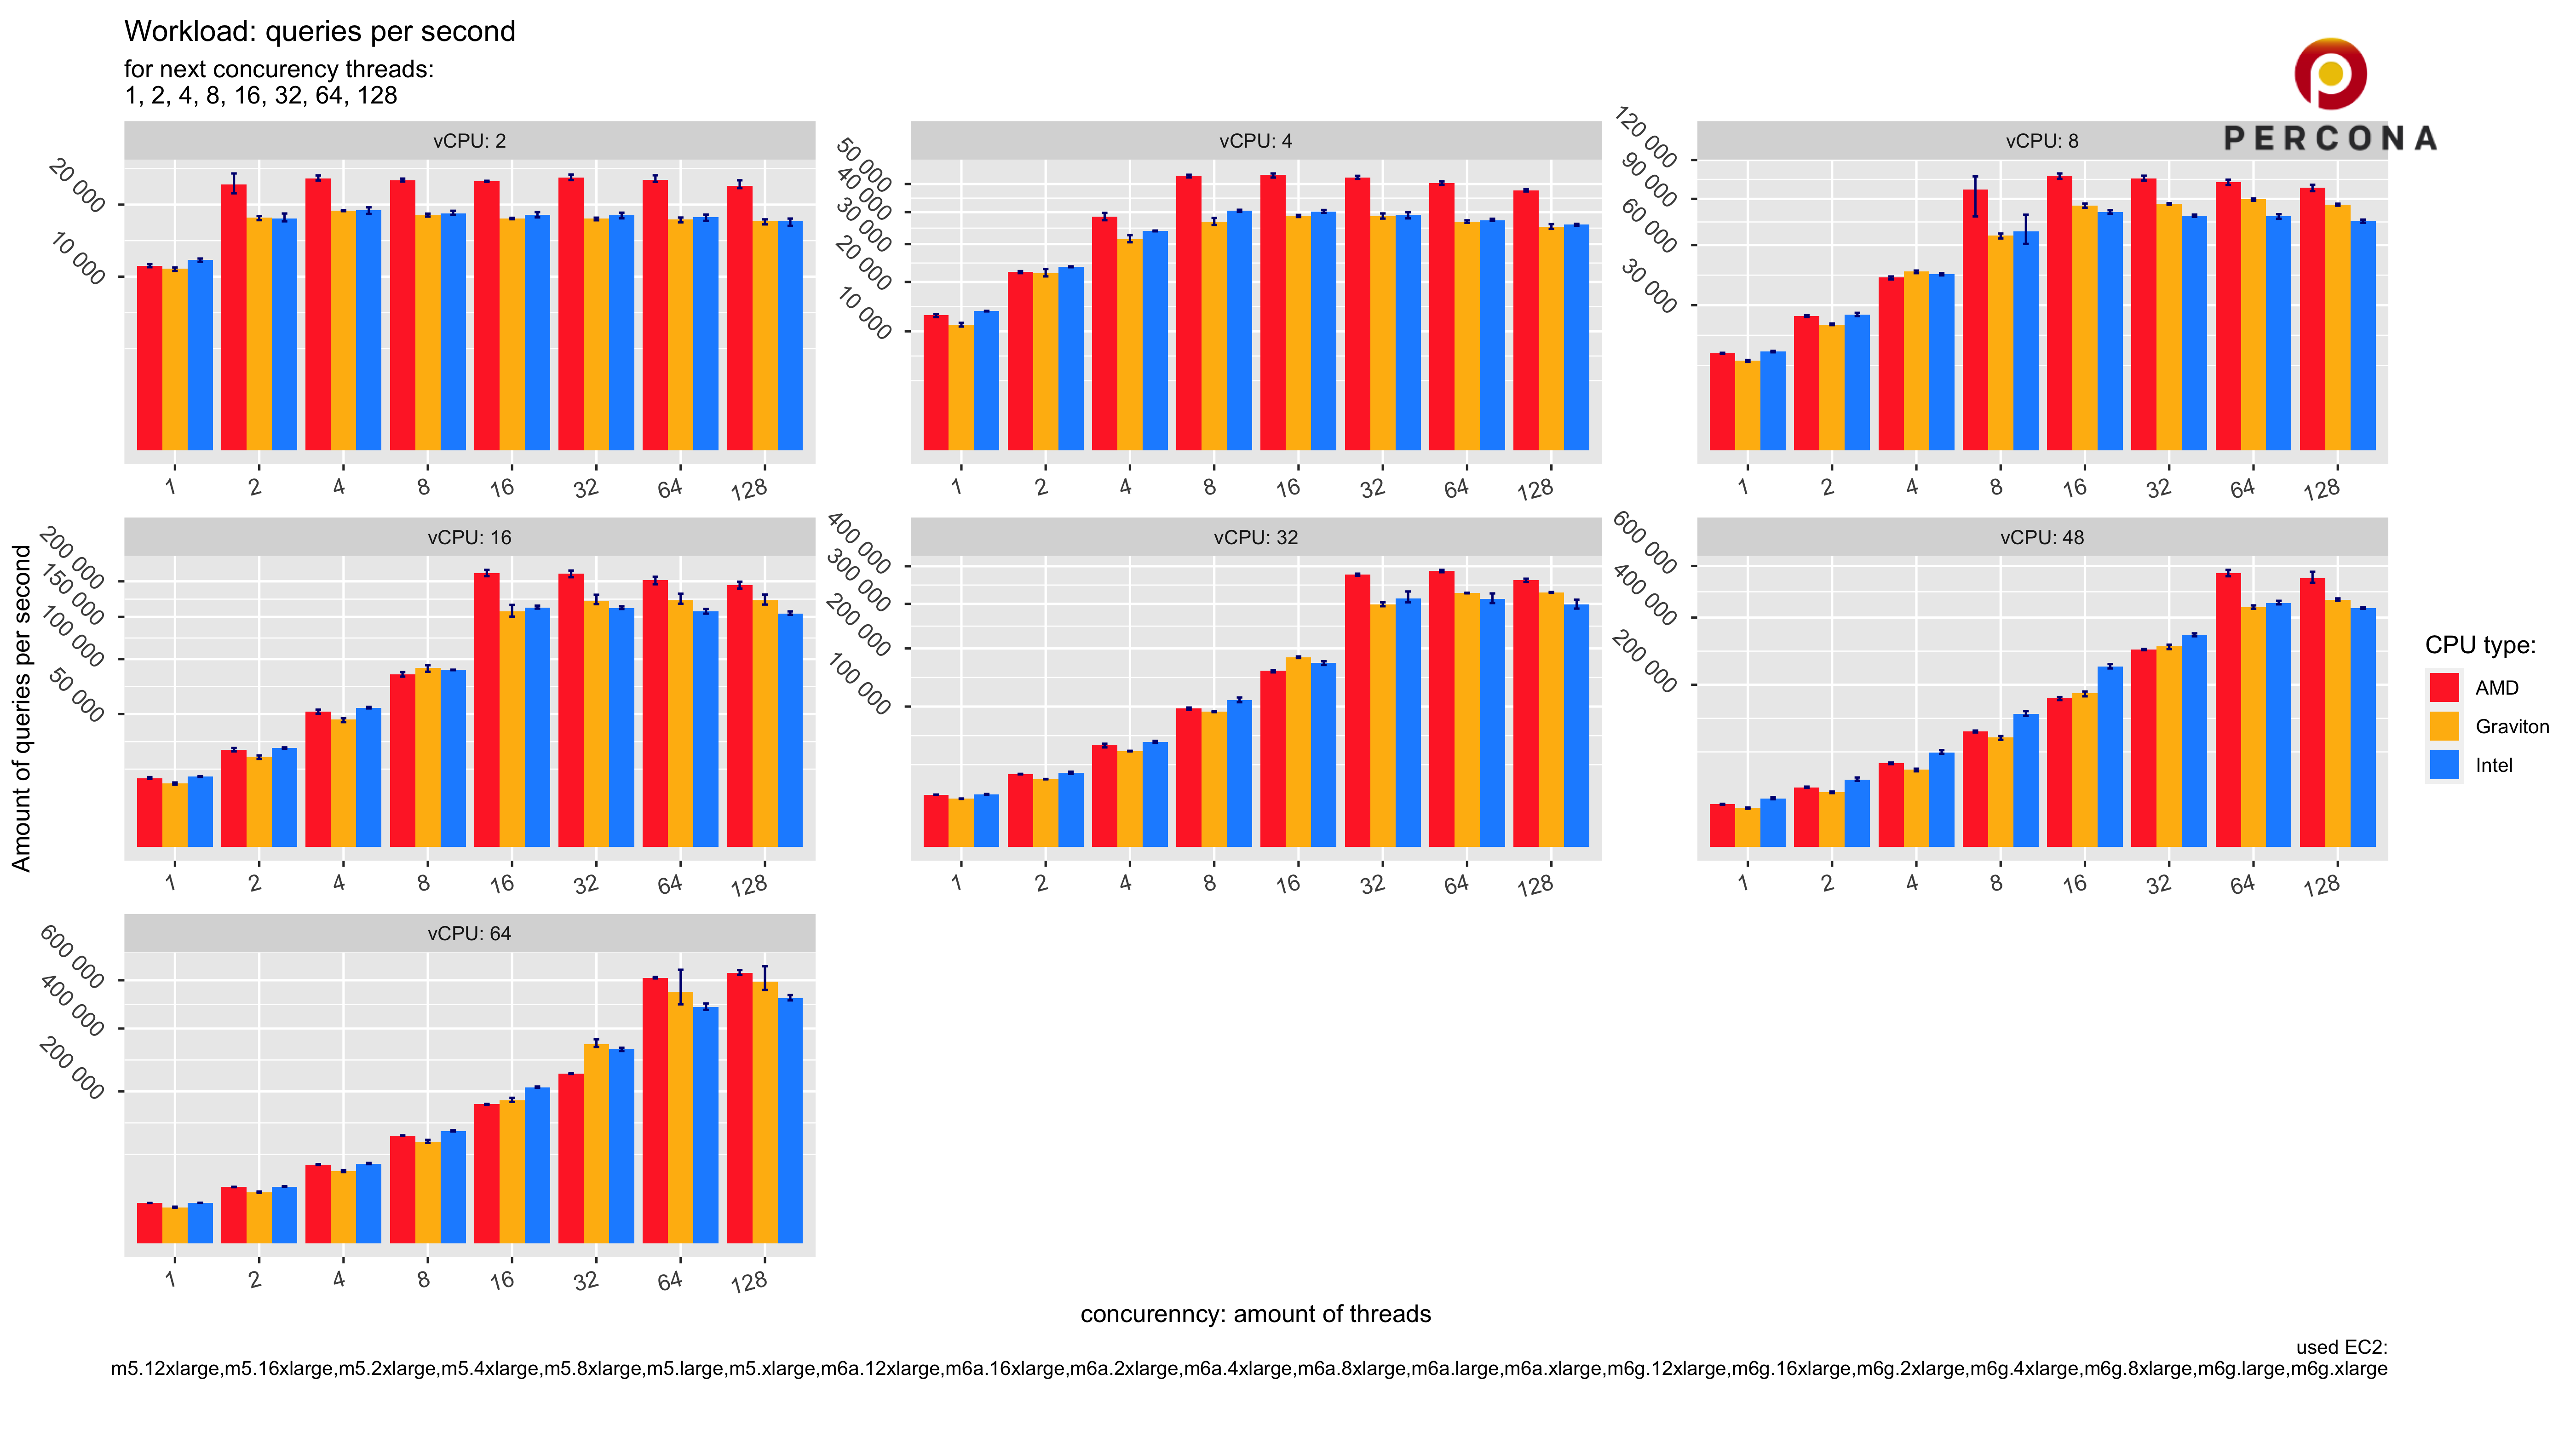 Workload: queries per second
for next concurency threads:
1, 2, 4, 8, 16, 32, 64, 128
PERCONA
vCPU: 2
20 000
10 000
1 2 4 8 16 32 64 128
vCPU: 4
50 000
40 000
30 000
20 000
10 000
1 2 4 8 16 32 64 128
vCPU: 8
120 000
90 000
60 000
30 000
1 2 4 8 16 32 64 128
Amount of queries per second
vCPU: 16
200 000
150 000
100 000
50 000
1 2 4 8 16 32 64 128
vCPU: 32
400 000
300 000
200 000
100 000
1 2 4 8 16 32 64 128
vCPU: 48
600 000
400 000
200 000
1 2 4 8 16 32 64 128
CPU type:
AMD
Graviton
Intel
vCPU: 64
600 000
400 000
200 000
1 2 4 8 16 32 64 128
concurenncy: amount of threads
used EC2:
m5.12xlarge,m5.16xlarge,m5.2xlarge,m5.4xlarge,m5.8xlarge,m5.large,m5.xlarge,m6a.12xlarge,m6a.16xlarge,m6a.2xlarge,m6a.4xlarge,m6a.8xlarge,m6a.large,m6a.xlarge,m6g.12xlarge,m6g.16xlarge,m6g.2xlarge,m6g.4xlarge,m6g.8xlarge,m6g.large,m6g.xlarge